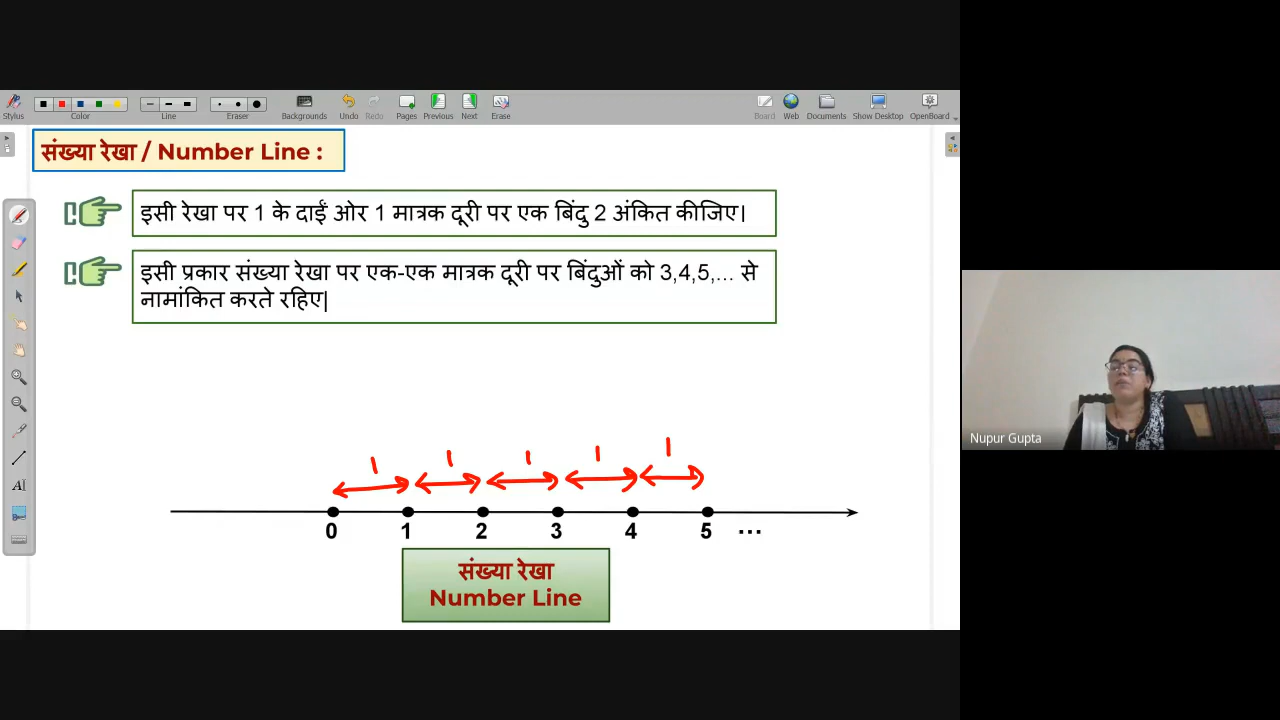 Stylus
Color
Line
Eraser
Backgrounds
Undo
Redo
Pages
Previous
Next
Erase
Board
Web
Documents
Show Desktop
OpenBoard
संख्या रेखा / Number Line :
इसी रेखा पर 1 के दाईं ओर 1 मात्रक दूरी पर एक बिंदु 2 अंकित कीजिए।
इसी प्रकार संख्या रेखा पर एक-एक मात्रक दूरी पर बिंदुओं को 3,4,5,... से
नामांकित करते रहिए|
1 1 1 1 1
0 1 2 3 4 5 ...
संख्या रेखा
Number Line
Nupur Gupta